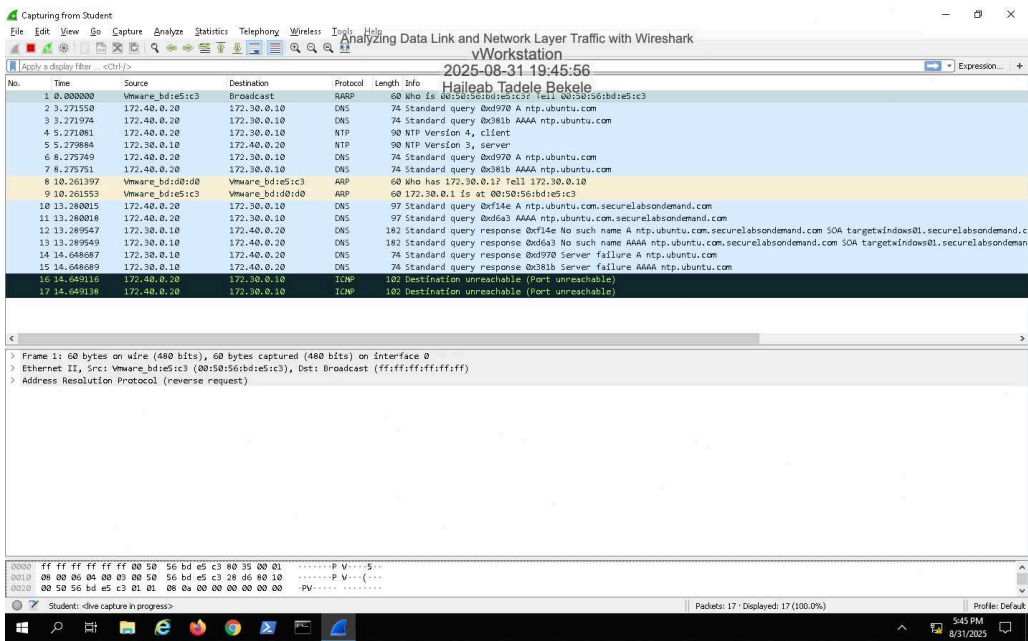 Capturing from Student
File Edit View Go Capture Analyze Statistics Telephony Wireless Tools Help
Analyzing Data Link and Network Layer Traffic with Wireshark
vWorkstation
2025-08-31 19:45:56
Haileab Tadele Bekele
Apply a display filter ... <Ctrl-/>
Expression... +
No. Time Source Destination Protocol Length Info
1 0.000000 Vmware_bd:e5:c3 Broadcast RARP 60 Who is 00:50:56:bd:e5:c3? Tell 00:50:56:bd:e5:c3
2 3.271550 172.40.0.20 172.30.0.10 DNS 74 Standard query 0xd970 A ntp.ubuntu.com
3 3.271974 172.40.0.20 172.30.0.10 DNS 74 Standard query 0x381b AAAA ntp.ubuntu.com
4 5.271081 172.40.0.20 172.30.0.10 NTP 90 NTP Version 4, client
5 5.279884 172.30.0.10 172.40.0.20 NTP 90 NTP Version 3, server
6 8.275749 172.40.0.20 172.30.0.10 DNS 74 Standard query 0xd970 A ntp.ubuntu.com
7 8.275751 172.40.0.20 172.30.0.10 DNS 74 Standard query 0x381b AAAA ntp.ubuntu.com
8 10.261397 Vmware_bd:d0:d0 Vmware_bd:e5:c3 ARP 60 Who has 172.30.0.1? Tell 172.30.0.10
9 10.261553 Vmware_bd:e5:c3 Vmware_bd:d0:d0 ARP 60 172.30.0.1 is at 00:50:56:bd:e5:c3
10 13.280015 172.40.0.20 172.30.0.10 DNS 97 Standard query 0xf14e A ntp.ubuntu.com.securelabsondemand.com
11 13.280018 172.40.0.20 172.30.0.10 DNS 97 Standard query 0xd6a3 AAAA ntp.ubuntu.com.securelabsondemand.com
12 13.289547 172.30.0.10 172.40.0.20 DNS 182 Standard query response 0xf14e No such name A ntp.ubuntu.com.securelabsondemand.com SOA targetwindows01.securelabsondemand.c
13 13.289549 172.30.0.10 172.40.0.20 DNS 182 Standard query response 0xd6a3 No such name AAAA ntp.ubuntu.com.securelabsondemand.com SOA targetwindows01.securelabsondeman
14 14.648687 172.30.0.10 172.40.0.20 DNS 74 Standard query response 0xd970 Server failure A ntp.ubuntu.com
15 14.648689 172.30.0.10 172.40.0.20 DNS 74 Standard query response 0x381b Server failure AAAA ntp.ubuntu.com
16 14.649116 172.40.0.20 172.30.0.10 ICMP 102 Destination unreachable (Port unreachable)
17 14.649138 172.40.0.20 172.30.0.10 ICMP 102 Destination unreachable (Port unreachable)
> Frame 1: 60 bytes on wire (480 bits), 60 bytes captured (480 bits) on interface 0
> Ethernet II, Src: Vmware_bd:e5:c3 (00:50:56:bd:e5:c3), Dst: Broadcast (ff:ff:ff:ff:ff:ff)
> Address Resolution Protocol (reverse request)
0000 ff ff ff ff ff ff 00 50 56 bd e5 c3 80 35 00 01 ·······P V····5··
0010 08 00 06 04 00 03 00 50 56 bd e5 c3 28 d6 80 10 ·······P V···(···
0020 00 50 56 bd e5 c3 01 01 08 0a 00 00 00 00 00 00 ·PV····· ········
Student: <live capture in progress>
Packets: 17 · Displayed: 17 (100.0%)
Profile: Default
5:45 PM
8/31/2025